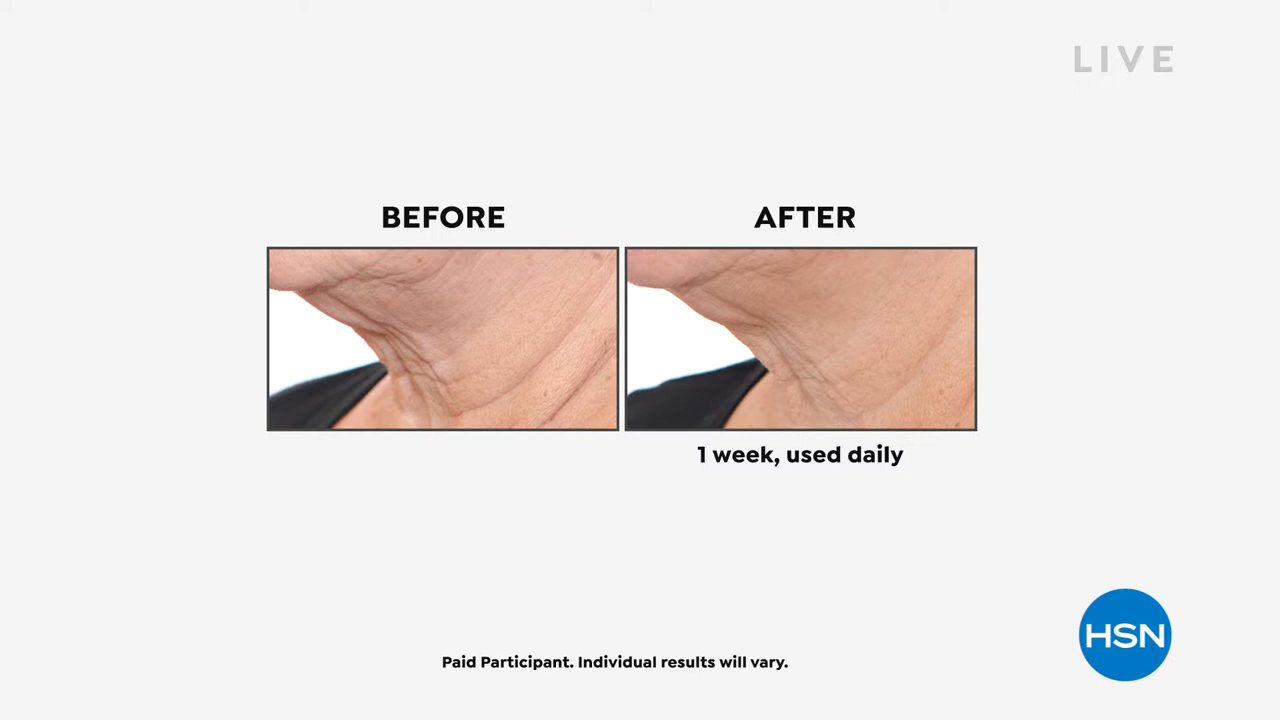 LIVE
BEFORE
AFTER
1 week, used daily
HSN
Paid Participant. Individual results will vary.